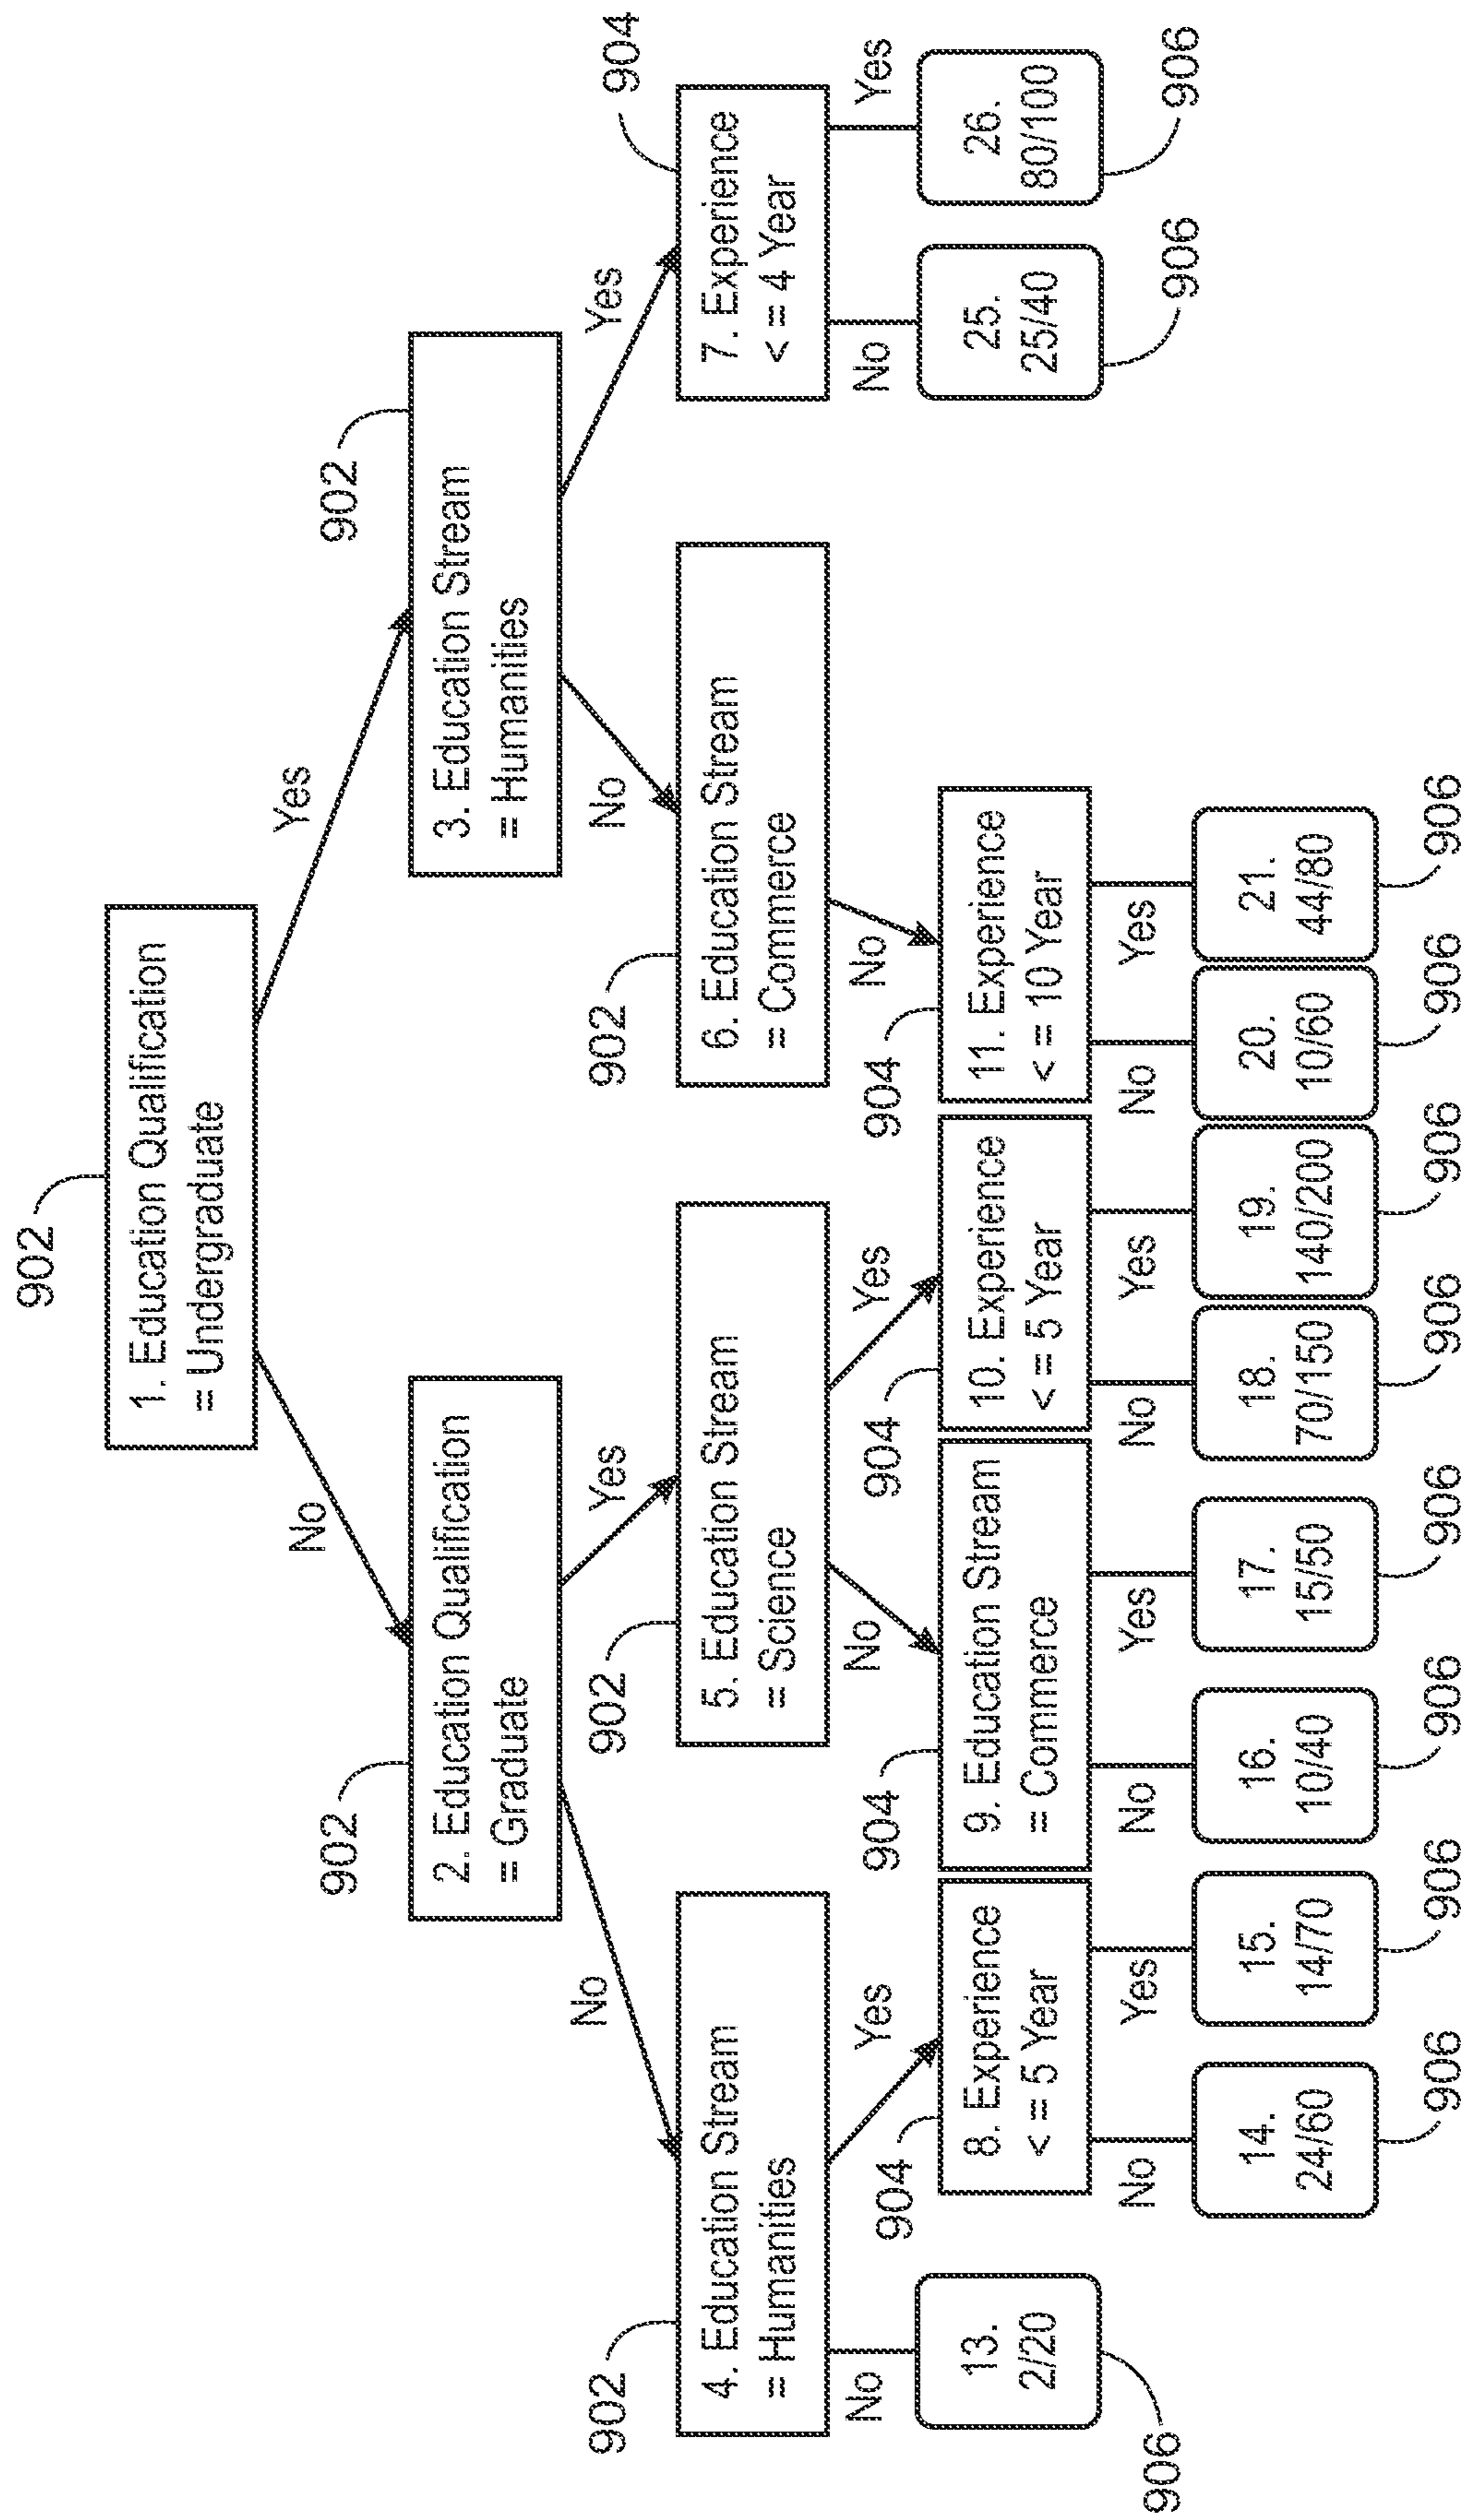 902
1. Education Qualification
= Undergraduate
No
Yes
902
2. Education Qualification
= Graduate
902
3. Education Stream
= Humanities
No
Yes
No
Yes
902
4. Education Stream
= Humanities
902
5. Education Stream
= Science
902
6. Education Stream
= Commerce
904
7. Experience
< = 4 Year
No
Yes
No
Yes
No
No
Yes
13.
2/20
906
904
8. Experience
< = 5 Year
904
9. Education Stream
= Commerce
904
10. Experience
< = 5 Year
904
11. Experience
< = 10 Year
25.
25/40
906
26.
80/100
906
No
Yes
No
Yes
No
Yes
No
Yes
14.
24/60
906
15.
14/70
906
16.
10/40
906
17.
15/50
906
18.
70/150
906
19.
140/200
906
20.
10/60
906
21.
44/80
906